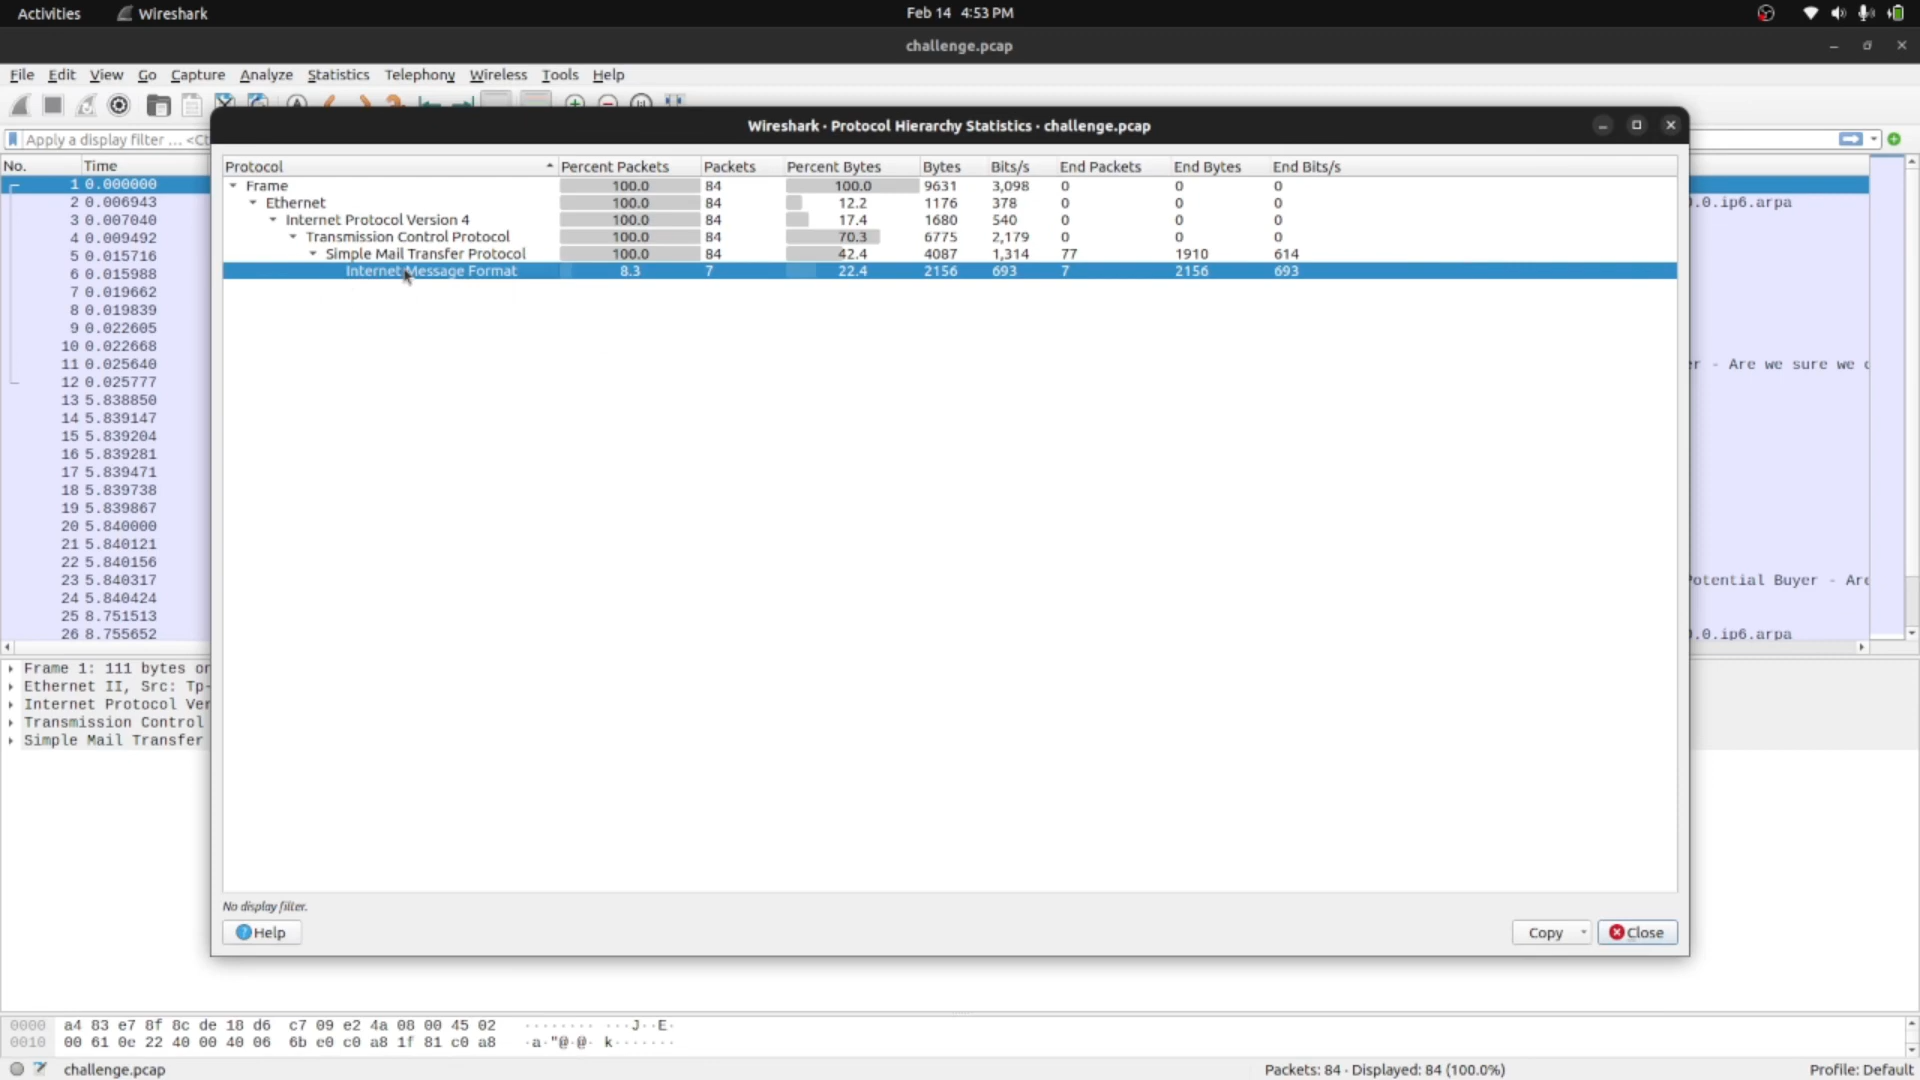 Activities Wireshark Feb 14 4:53 PM
challenge.pcap
File Edit View Go Capture Analyze Statistics Telephony Wireless Tools Help
Apply a display filter ... <Ct
Wireshark · Protocol Hierarchy Statistics · challenge.pcap
No. Time
Protocol Percent Packets Packets Percent Bytes Bytes Bits/s End Packets End Bytes End Bits/s
Frame 100.0 84 100.0 9631 3,098 0 0 0
Ethernet 100.0 84 12.2 1176 378 0 0 0
Internet Protocol Version 4 100.0 84 17.4 1680 540 0 0 0
Transmission Control Protocol 100.0 84 70.3 6775 2,179 0 0 0
Simple Mail Transfer Protocol 100.0 84 42.4 4087 1,314 77 1910 614
Internet Message Format 8.3 7 22.4 2156 693 7 2156 693
1 0.000000
2 0.006943 .0.ip6.arpa
3 0.007040
4 0.009492
5 0.015716
6 0.015988
7 0.019662
8 0.019839
9 0.022605
10 0.022668
11 0.025640 er - Are we sure we c
12 0.025777
13 5.838850
14 5.839147
15 5.839204
16 5.839281
17 5.839471
18 5.839738
19 5.839867
20 5.840000
21 5.840121
22 5.840156
23 5.840317 Potential Buyer - Are
24 5.840424
25 8.751513
26 8.755652 .0.ip6.arpa
Frame 1: 111 bytes or
Ethernet II, Src: Tp-
Internet Protocol Ver
Transmission Control
Simple Mail Transfer
No display filter.
Help Copy Close
0000 a4 83 e7 8f 8c de 18 d6 c7 09 e2 4a 08 00 45 02 ········ ···J··E·
0010 00 61 0e 22 40 00 40 06 6b e0 c0 a8 1f 81 c0 a8 ·a·"@·@· k·······
challenge.pcap Packets: 84 · Displayed: 84 (100.0%) Profile: Default